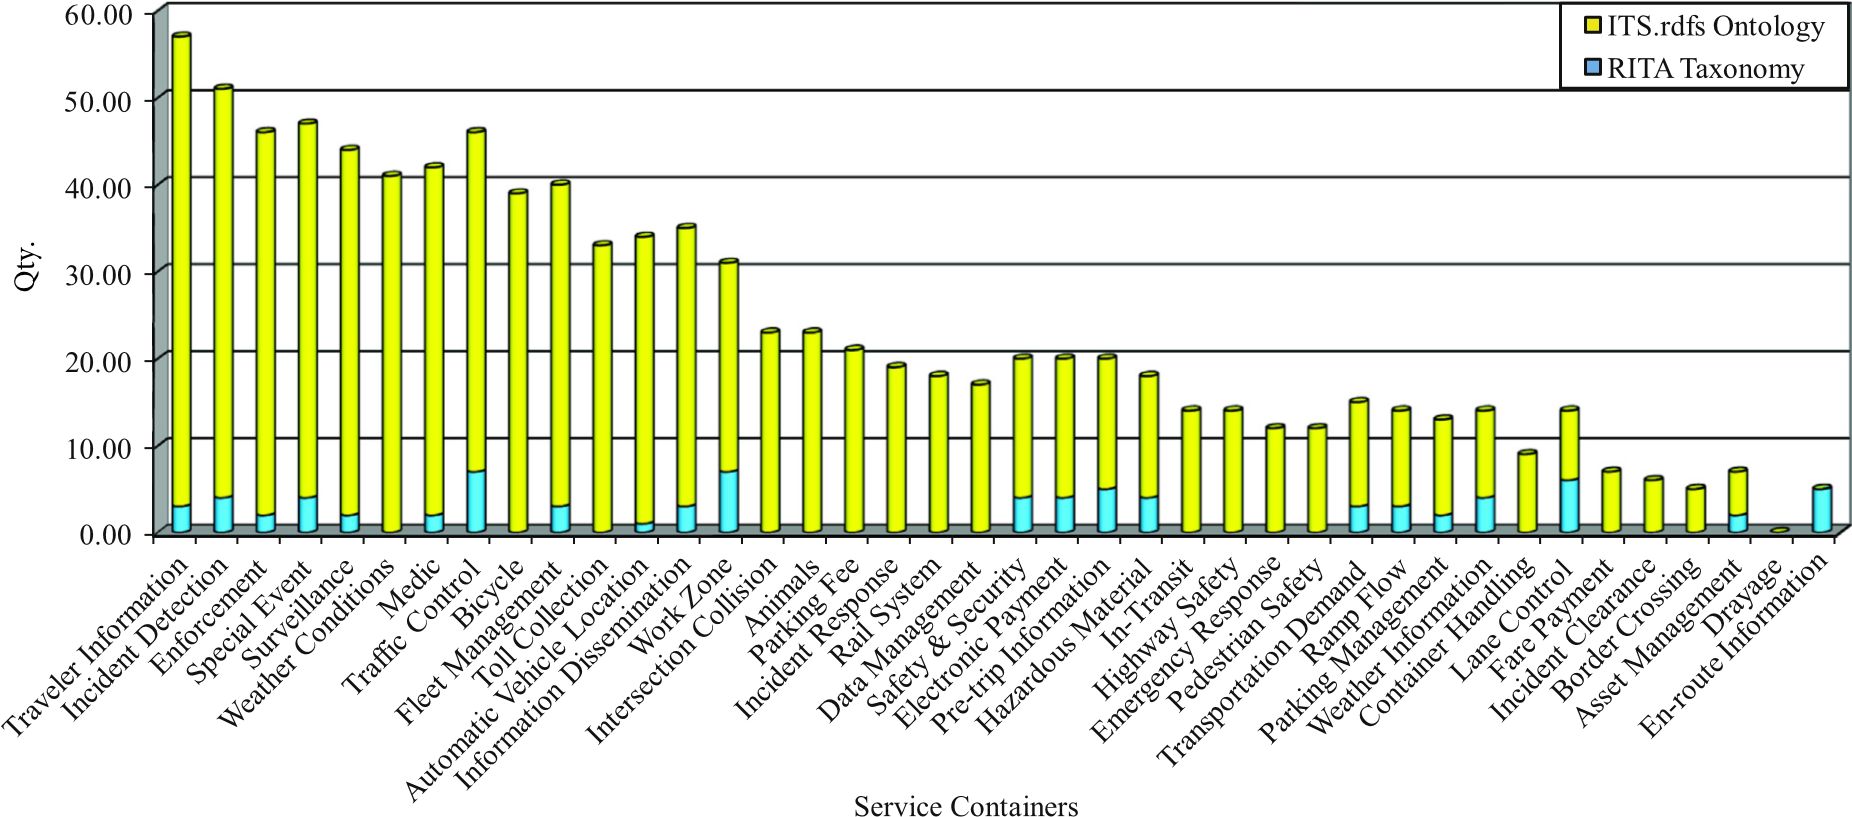 ITS.rdfs Ontology
RITA Taxonomy
60.00
50.00
40.00
30.00
20.00
10.00
0.00
Qty.
Traveler Information
Incident Detection
Enforcement
Special Event
Surveillance
Weather Conditions
Medic
Traffic Control
Bicycle
Fleet Management
Toll Collection
Automatic Vehicle Location
Information Dissemination
Work Zone
Intersection Collision
Animals
Parking Fee
Incident Response
Rail System
Data Management
Safety & Security
Electronic Payment
Pre-trip Information
Hazardous Material
In-Transit
Highway Safety
Emergency Response
Pedestrian Safety
Transportation Demand
Ramp Flow
Parking Management
Weather Information
Container Handling
Lane Control
Fare Payment
Incident Clearance
Border Crossing
Asset Management
Drayage
En-route Information
Service Containers